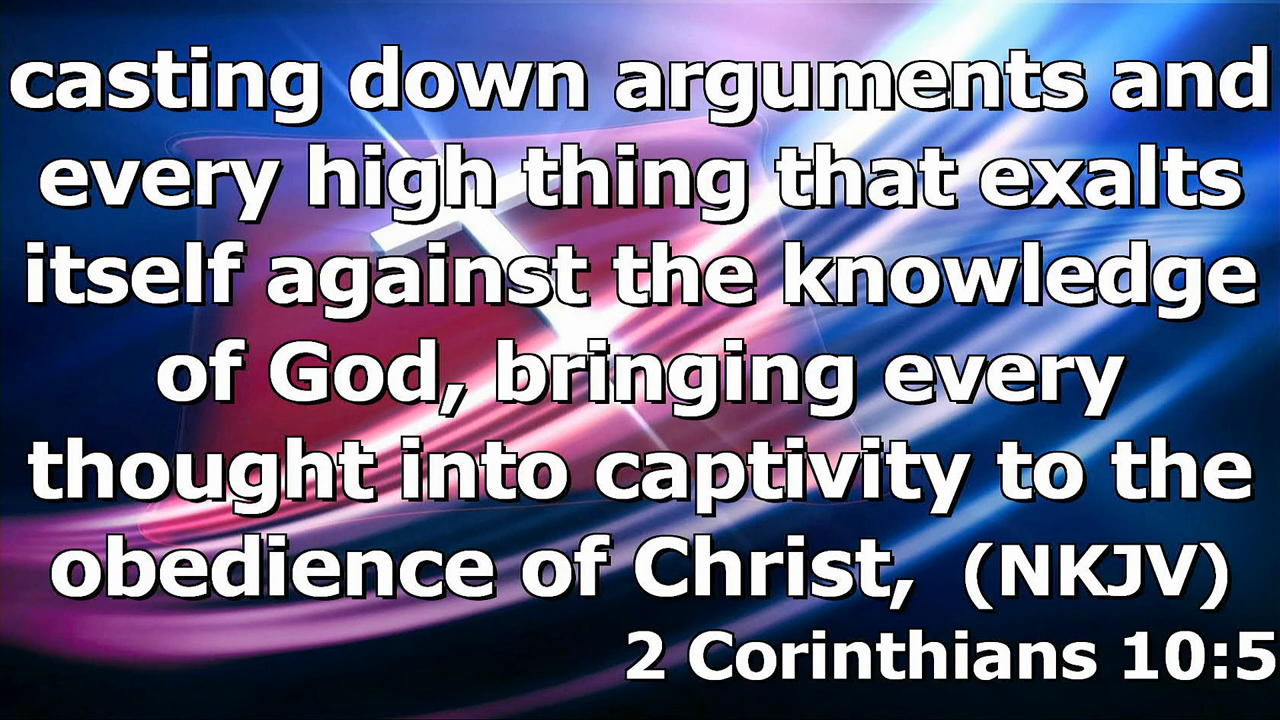 casting down arguments and
every high thing that exalts
itself against the knowledge
of God, bringing every
thought into captivity to the
obedience of Christ, (NKJV)
2 Corinthians 10:5